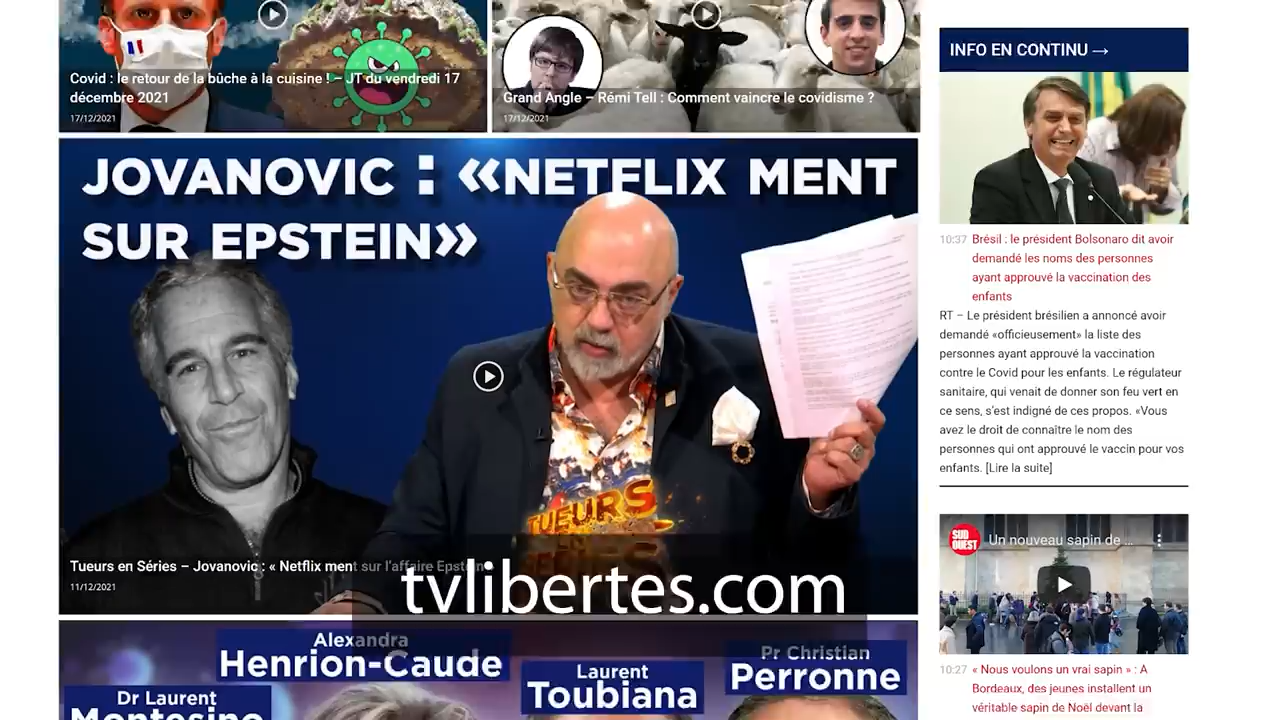 Covid : le retour de la bûche à la cuisine ! – JT du vendredi 17
décembre 2021
17/12/2021
Grand Angle – Rémi Tell : Comment vaincre le covidisme ?
17/12/2021
JOVANOVIC : «NETFLIX MENT
SUR EPSTEIN»
TUEURS
EN
Tueurs en Séries – Jovanovic : « Netflix ment sur l'affaire Epstein
11/12/2021
tvlibertes.com
Alexandra
Henrion-Caude
Laurent
Toubiana
Pr Christian
Perronne
Dr Laurent
Montesino
INFO EN CONTINU →
10:37 Brésil : le président Bolsonaro dit avoir
demandé les noms des personnes
ayant approuvé la vaccination des
enfants
RT – Le président brésilien a annoncé avoir
demandé «officieusement» la liste des
personnes ayant approuvé la vaccination
contre le Covid pour les enfants. Le régulateur
sanitaire, qui venait de donner son feu vert en
ce sens, s'est indigné de ces propos. «Vous
avez le droit de connaître le nom des
personnes qui ont approuvé le vaccin pour vos
enfants. [Lire la suite]
SUD
OUEST
Un nouveau sapin de ...
10:27 « Nous voulons un vrai sapin » : A
Bordeaux, des jeunes installent un
véritable sapin de Noël devant la